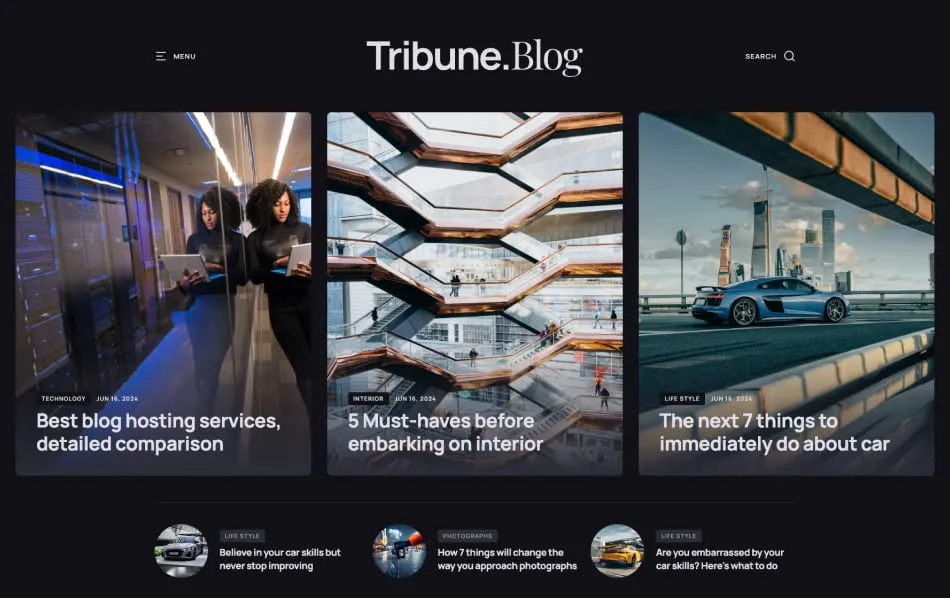 MENU
Tribune.Blog
SEARCH
TECHNOLOGY JUN 16, 2024
Best blog hosting services,
detailed comparison
INTERIOR JUN 16, 2024
5 Must-haves before
embarking on interior
LIFE STYLE JUN 16, 2024
The next 7 things to
immediately do about car
LIFE STYLE
Believe in your car skills but
never stop improving
PHOTOGRAPHS
How 7 things will change the
way you approach photographs
LIFE STYLE
Are you embarrassed by your
car skills? Here's what to do